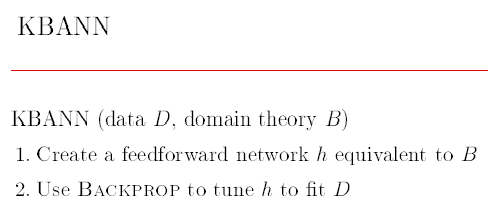 KBANN
KBANN (data D, domain theory B)
1. Create a feedforward network h equivalent to B
2. Use BACKPROP to tune h to fit D